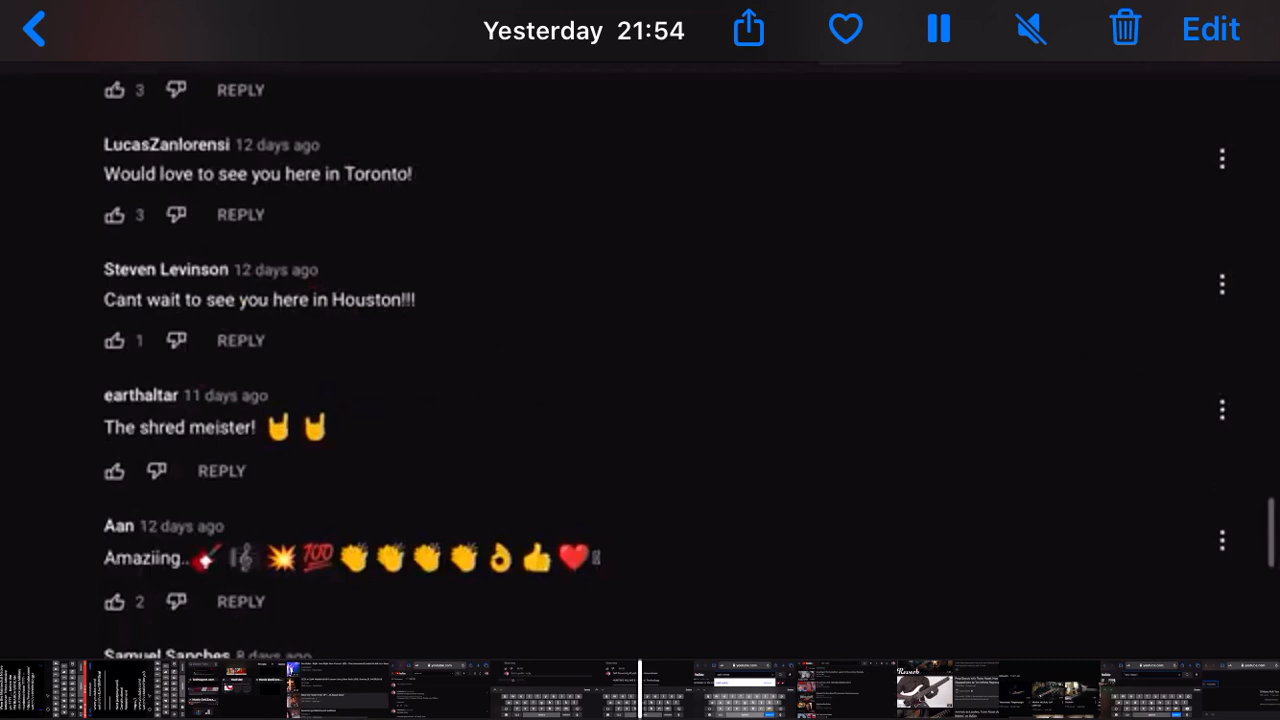 Yesterday 21:54
Edit
3 REPLY
LucasZanlorensi 12 days ago
Would love to see you here in Toronto!
3 REPLY
Steven Levinson 12 days ago
Cant wait to see you here in Houston!!!
1 REPLY
earthaltar 11 days ago
The shred meister! 🤘 🤘
REPLY
Aan 12 days ago
Amaziing..🎸 🎼 💥 💯 👏 👏 👏 👏 👌 👍 ❤️
2 REPLY
Samuel Sanches 8 days ago